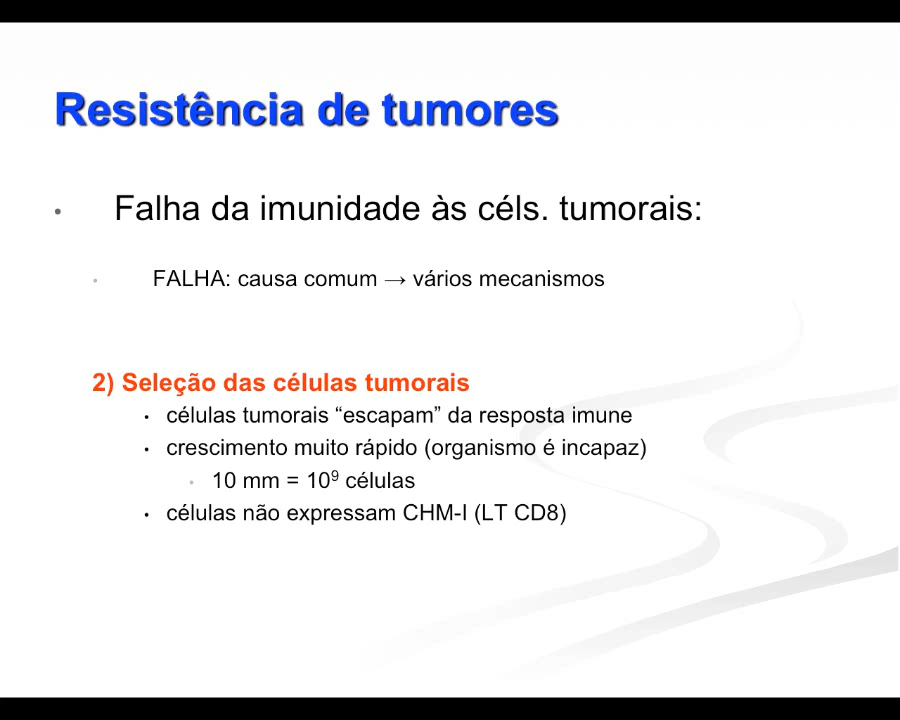 Resistência de tumores
• Falha da imunidade às céls. tumorais:
• FALHA: causa comum → vários mecanismos
2) Seleção das células tumorais
• células tumorais “escapam” da resposta imune
• crescimento muito rápido (organismo é incapaz)
• 10 mm = 10⁹ células
• células não expressam CHM-I (LT CD8)